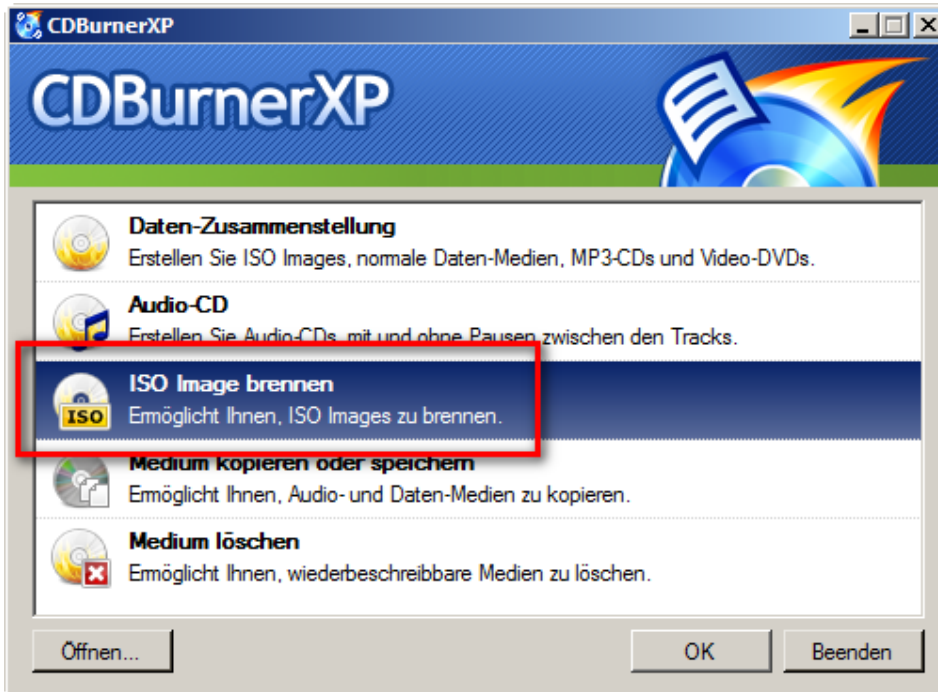 CDBurnerXP
CDBurnerXP
Daten-Zusammenstellung
Erstellen Sie ISO Images, normale Daten-Medien, MP3-CDs und Video-DVDs.
Audio-CD
Erstellen Sie Audio-CDs, mit und ohne Pausen zwischen den Tracks.
ISO Image brennen
ISO
Ermöglicht Ihnen, ISO Images zu brennen.
Medium kopieren oder speichern
Ermöglicht Ihnen, Audio- und Daten-Medien zu kopieren.
Medium löschen
Ermöglicht Ihnen, wiederbeschreibbare Medien zu löschen.
Öffnen...
OK
Beenden